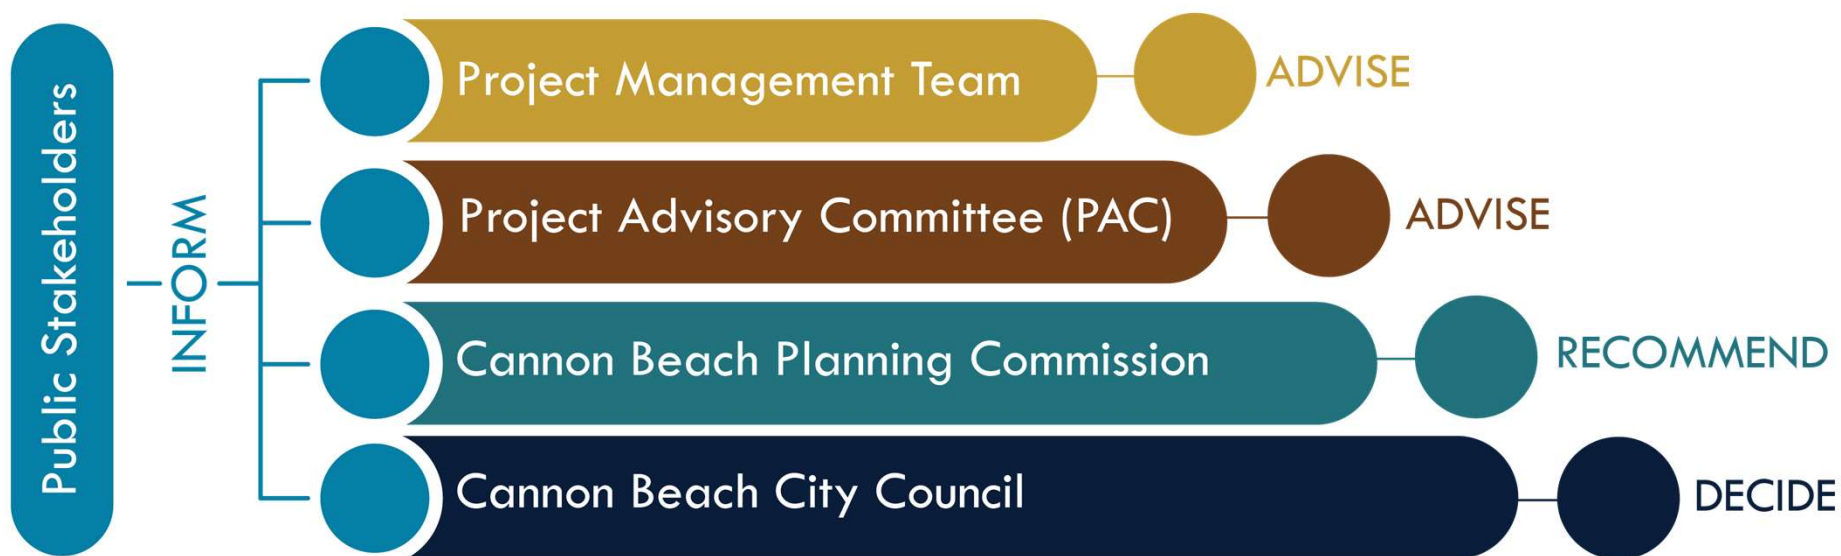 Public Stakeholders
INFORM
Project Management Team
ADVISE
Project Advisory Committee (PAC)
ADVISE
Cannon Beach Planning Commission
RECOMMEND
Cannon Beach City Council
DECIDE